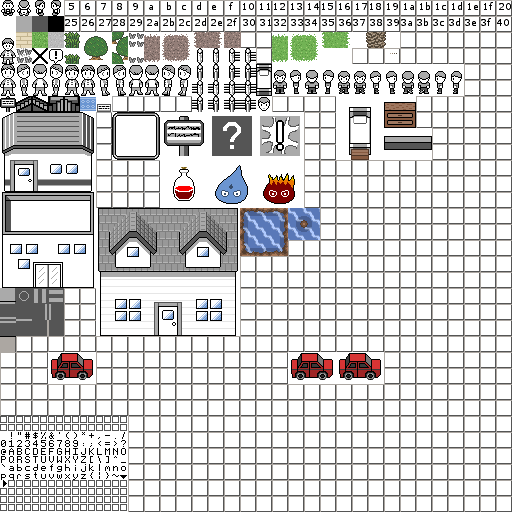 5 6 7 8 9 a b c d e f 10 11 12 13 14 15 16 17 18 19 1a 1b 1c 1d 1e 1f 20
25 26 27 28 29 2a 2b 2c 2d 2e 2f 30 31 32 33 34 35 36 37 38 39 3a 3b 3c 3d 3e 3f 40
!
?
!
!"#$%&'()*+,-./
0123456789:;<=>?
@ABCDEFGHIJKLMNO
PQRSTUVWXYZ[\]^_
`abcdefghijklmno
pqrstuvwxyz{|}~